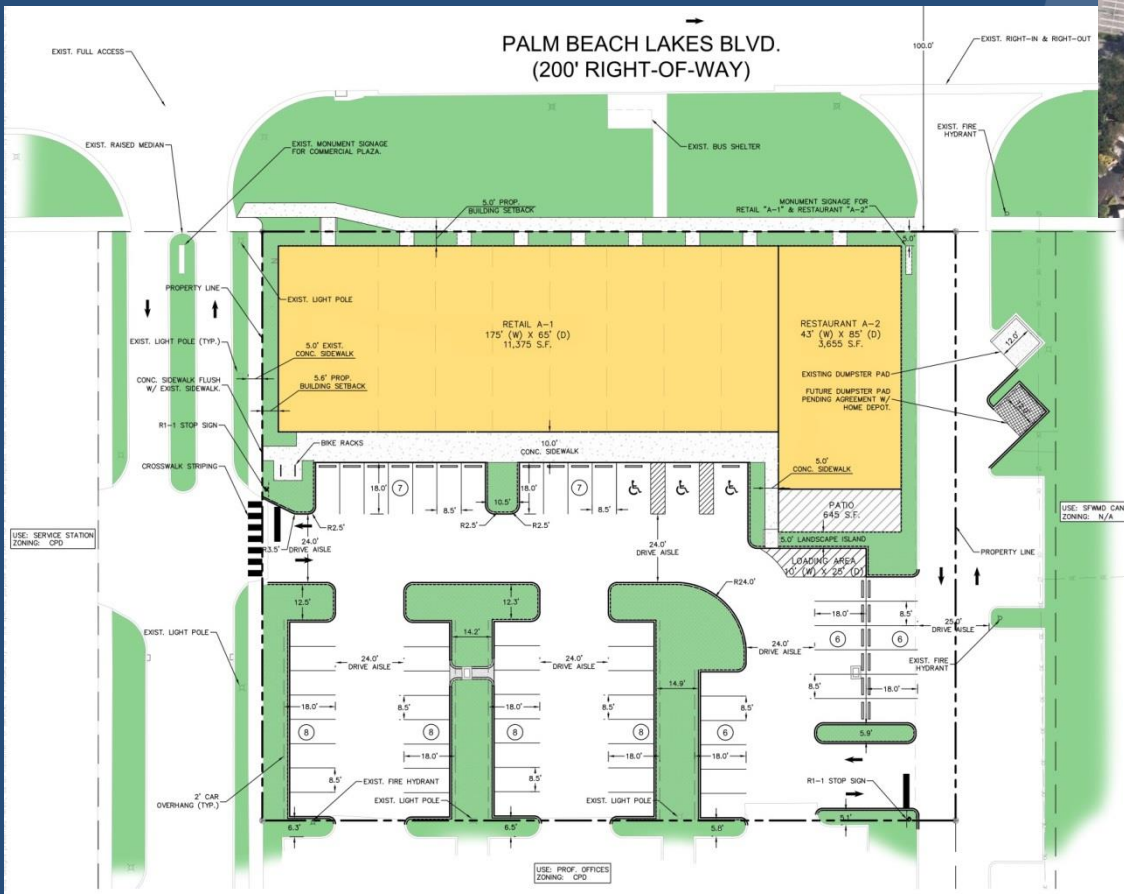 PALM BEACH LAKES BLVD.
(200' RIGHT-OF-WAY)
EXIST. FULL ACCESS
100.0'
EXIST. RIGHT-IN & RIGHT-OUT
EXIST. RAISED MEDIAN
EXIST. MONUMENT SIGNAGE
FOR COMMERCIAL PLAZA.
EXIST. BUS SHELTER
EXIST. FIRE
HYDRANT
5.0' PROP.
BUILDING SETBACK
MONUMENT SIGNAGE FOR
RETAIL "A-1" & RESTAURANT "A-2"
5.0'
PROPERTY LINE
EXIST. LIGHT POLE
EXIST. LIGHT POLE (TYP.)
5.0' EXIST.
CONC. SIDEWALK
RETAIL A-1
175' (W) X 65' (D)
11,375 S.F.
RESTAURANT A-2
43' (W) X 85' (D)
3,655 S.F.
12.0'
EXISTING DUMPSTER PAD
CONC. SIDEWALK FLUSH
W/ EXIST. SIDEWALK.
5.6' PROP.
BUILDING SETBACK
FUTURE DUMPSTER PAD
PENDING AGREEMENT W/
HOME DEPOT.
12.0'
R1-1 STOP SIGN
BIKE RACKS
10.0'
CONC. SIDEWALK
5.0'
CONC. SIDEWALK
CROSSWALK STRIPING
18.0'
7
8.5'
10.5'
18.0'
7
8.5'
PATIO
645 S.F.
R2.5'
R2.5'
R2.5'
USE: SERVICE STATION
ZONING: CPD
USE: SFWMD CAN
ZONING: N/A
R3.5'
24.0'
DRIVE AISLE
24.0'
DRIVE AISLE
5.0' LANDSCAPE ISLAND
LOADING AREA
10' (W) X 25' (D)
PROPERTY LINE
12.5'
12.3'
R24.0'
18.0'
8.5'
25.0'
DRIVE AISLE
EXIST. LIGHT POLE
14.2'
6
6
24.0'
DRIVE AISLE
24.0'
DRIVE AISLE
24.0'
DRIVE AISLE
EXIST. FIRE
HYDRANT
14.9'
8.5'
18.0'
18.0'
8.5'
8.5'
18.0'
8.5'
8.5'
8
8
8
8
6
5.9'
18.0'
18.0'
18.0'
8.5'
8.5'
2' CAR
OVERHANG (TYP.)
EXIST. FIRE HYDRANT
EXIST. LIGHT POLE
EXIST. LIGHT POLE
R1-1 STOP SIGN
6.3'
6.5'
5.8'
5.1'
USE: PROF. OFFICES
ZONING: CPD